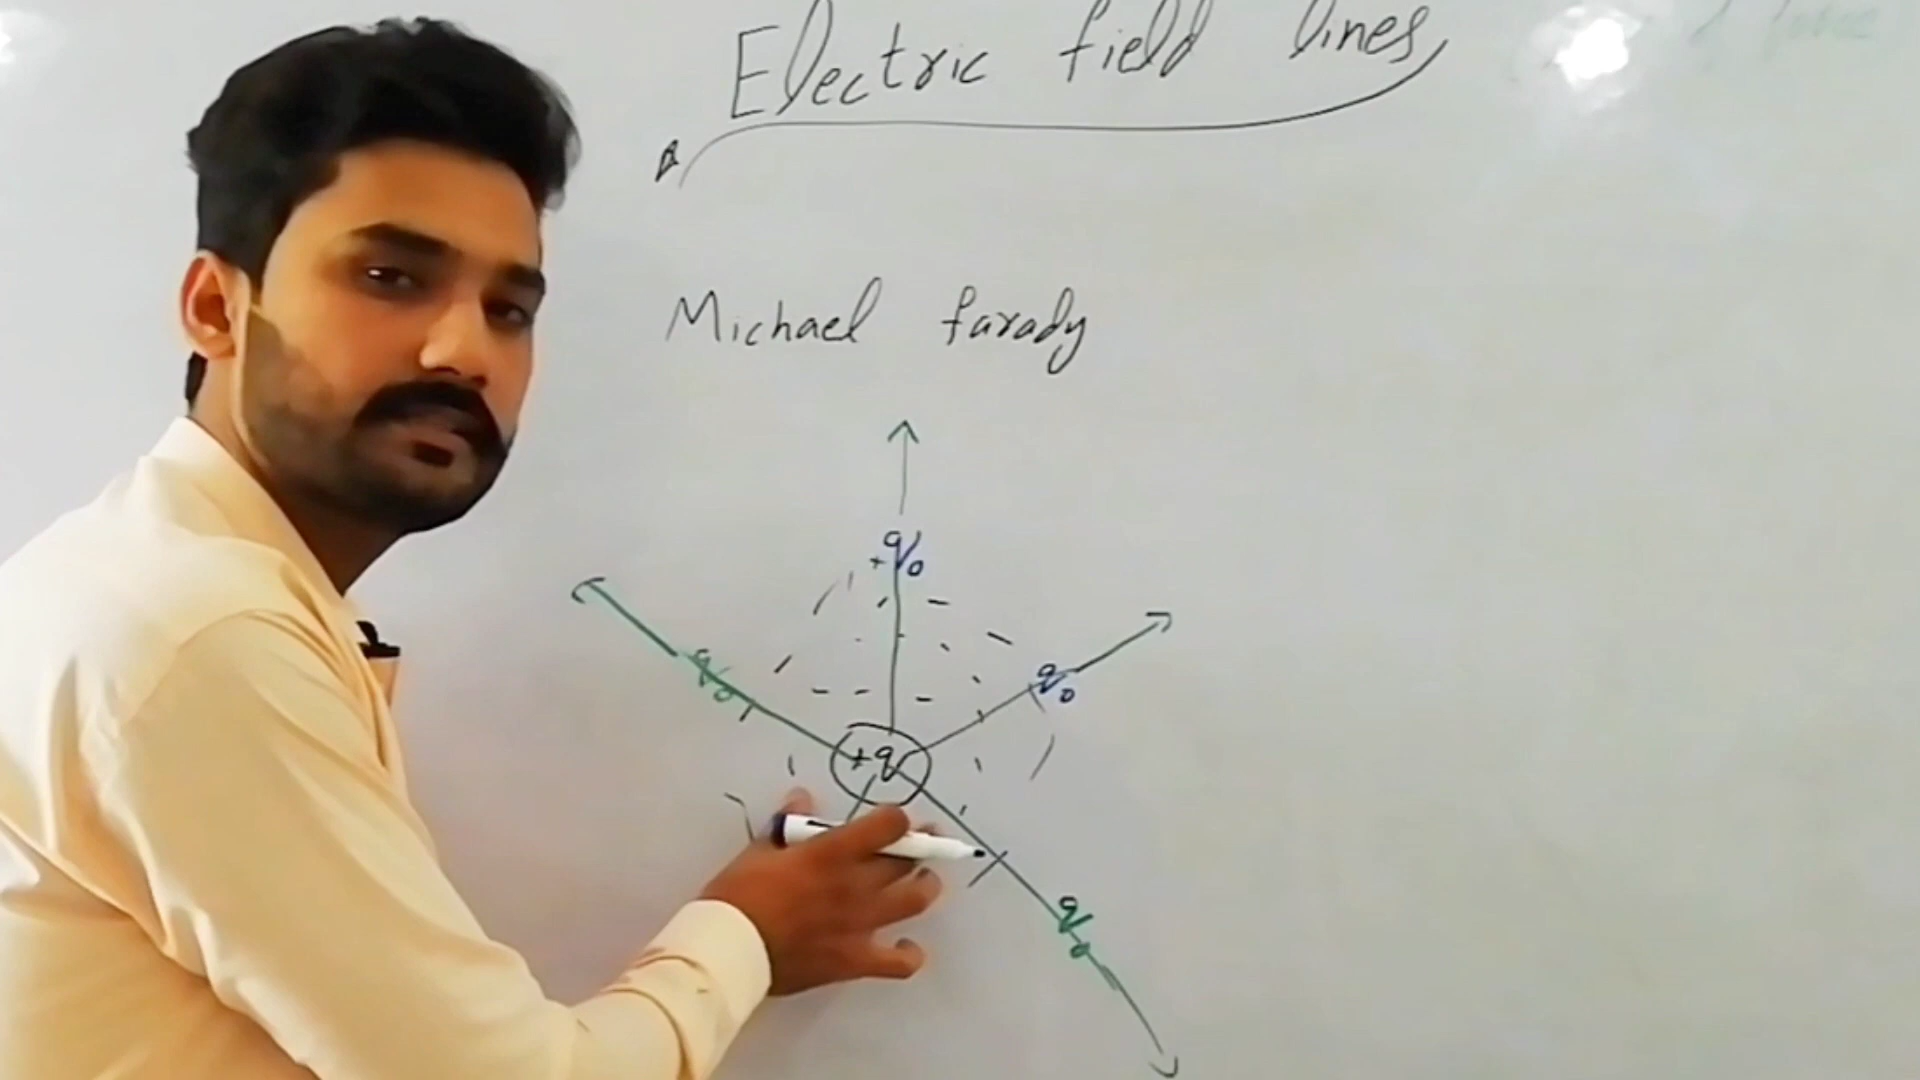 Electric field lines
Michael farady
+q₀
q₀
q₀
+q
q₀